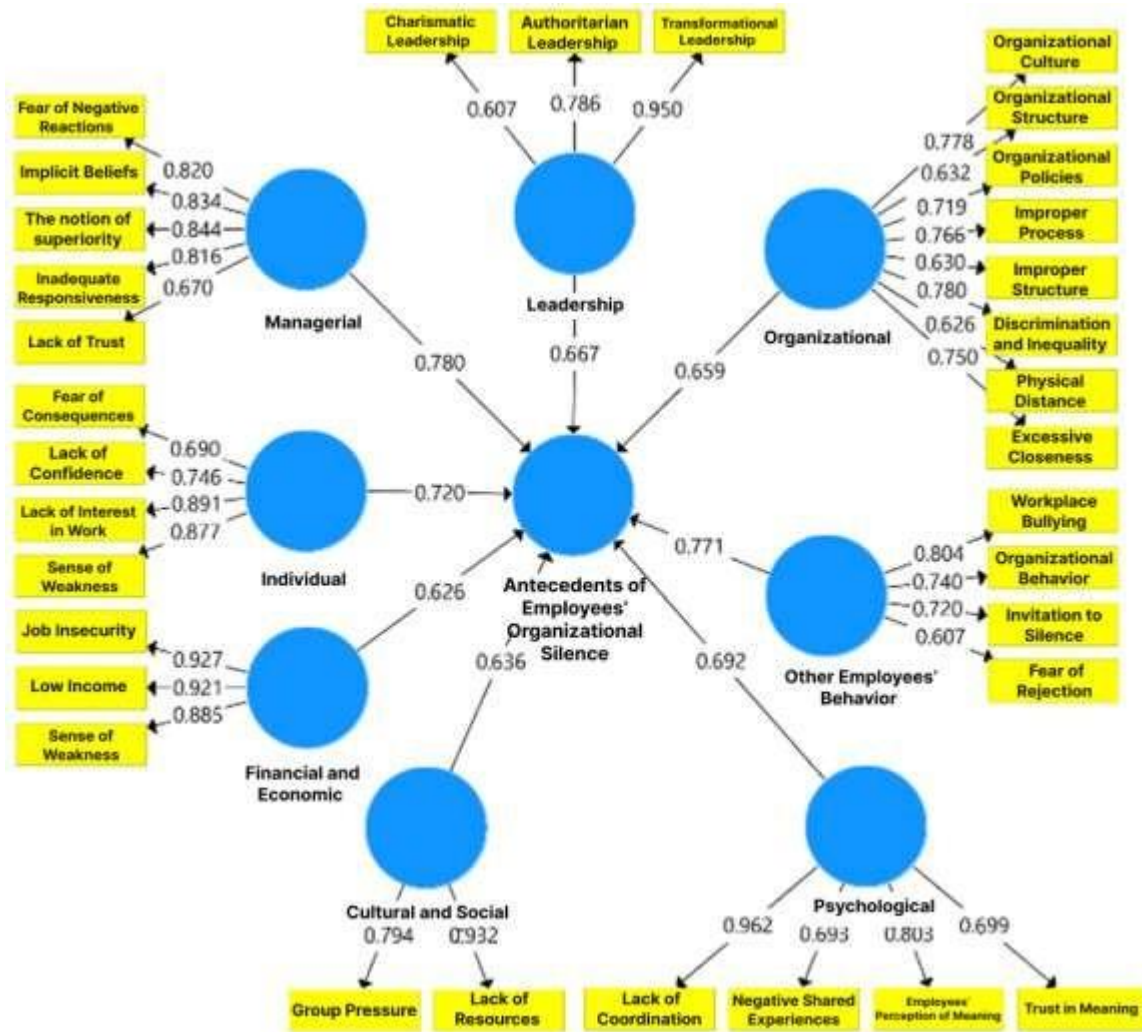 Charismatic
Leadership
Authoritarian
Leadership
Transformational
Leadership
0.607
0.786
0.950
Leadership
0.667
Fear of Negative
Reactions
Implicit Beliefs
The notion of
superiority
Inadequate
Responsiveness
Lack of Trust
0.820
0.834
0.844
0.816
0.670
Managerial
0.780
Organizational
Culture
Organizational
Structure
Organizational
Policies
Improper
Process
Improper
Structure
Discrimination
and Inequality
Physical
Distance
Excessive
Closeness
0.778
0.632
0.719
0.766
0.630
0.780
0.626
0.750
Organizational
0.659
Fear of
Consequences
Lack of
Confidence
Lack of Interest
in Work
Sense of
Weakness
0.690
0.746
0.891
0.877
Individual
0.720
Antecedents of
Employees'
Organizational
Silence
Workplace
Bullying
Organizational
Behavior
Invitation to
Silence
Fear of
Rejection
0.804
0.740
0.720
0.607
Other Employees'
Behavior
0.771
Job Insecurity
Low Income
Sense of
Weakness
0.927
0.921
0.885
Financial and
Economic
0.626
Cultural and Social
0.636
0.794
0.932
Group Pressure
Lack of
Resources
Psychological
0.692
0.962
0.693
0.803
0.699
Lack of
Coordination
Negative Shared
Experiences
Employees'
Perception of Meaning
Trust in Meaning